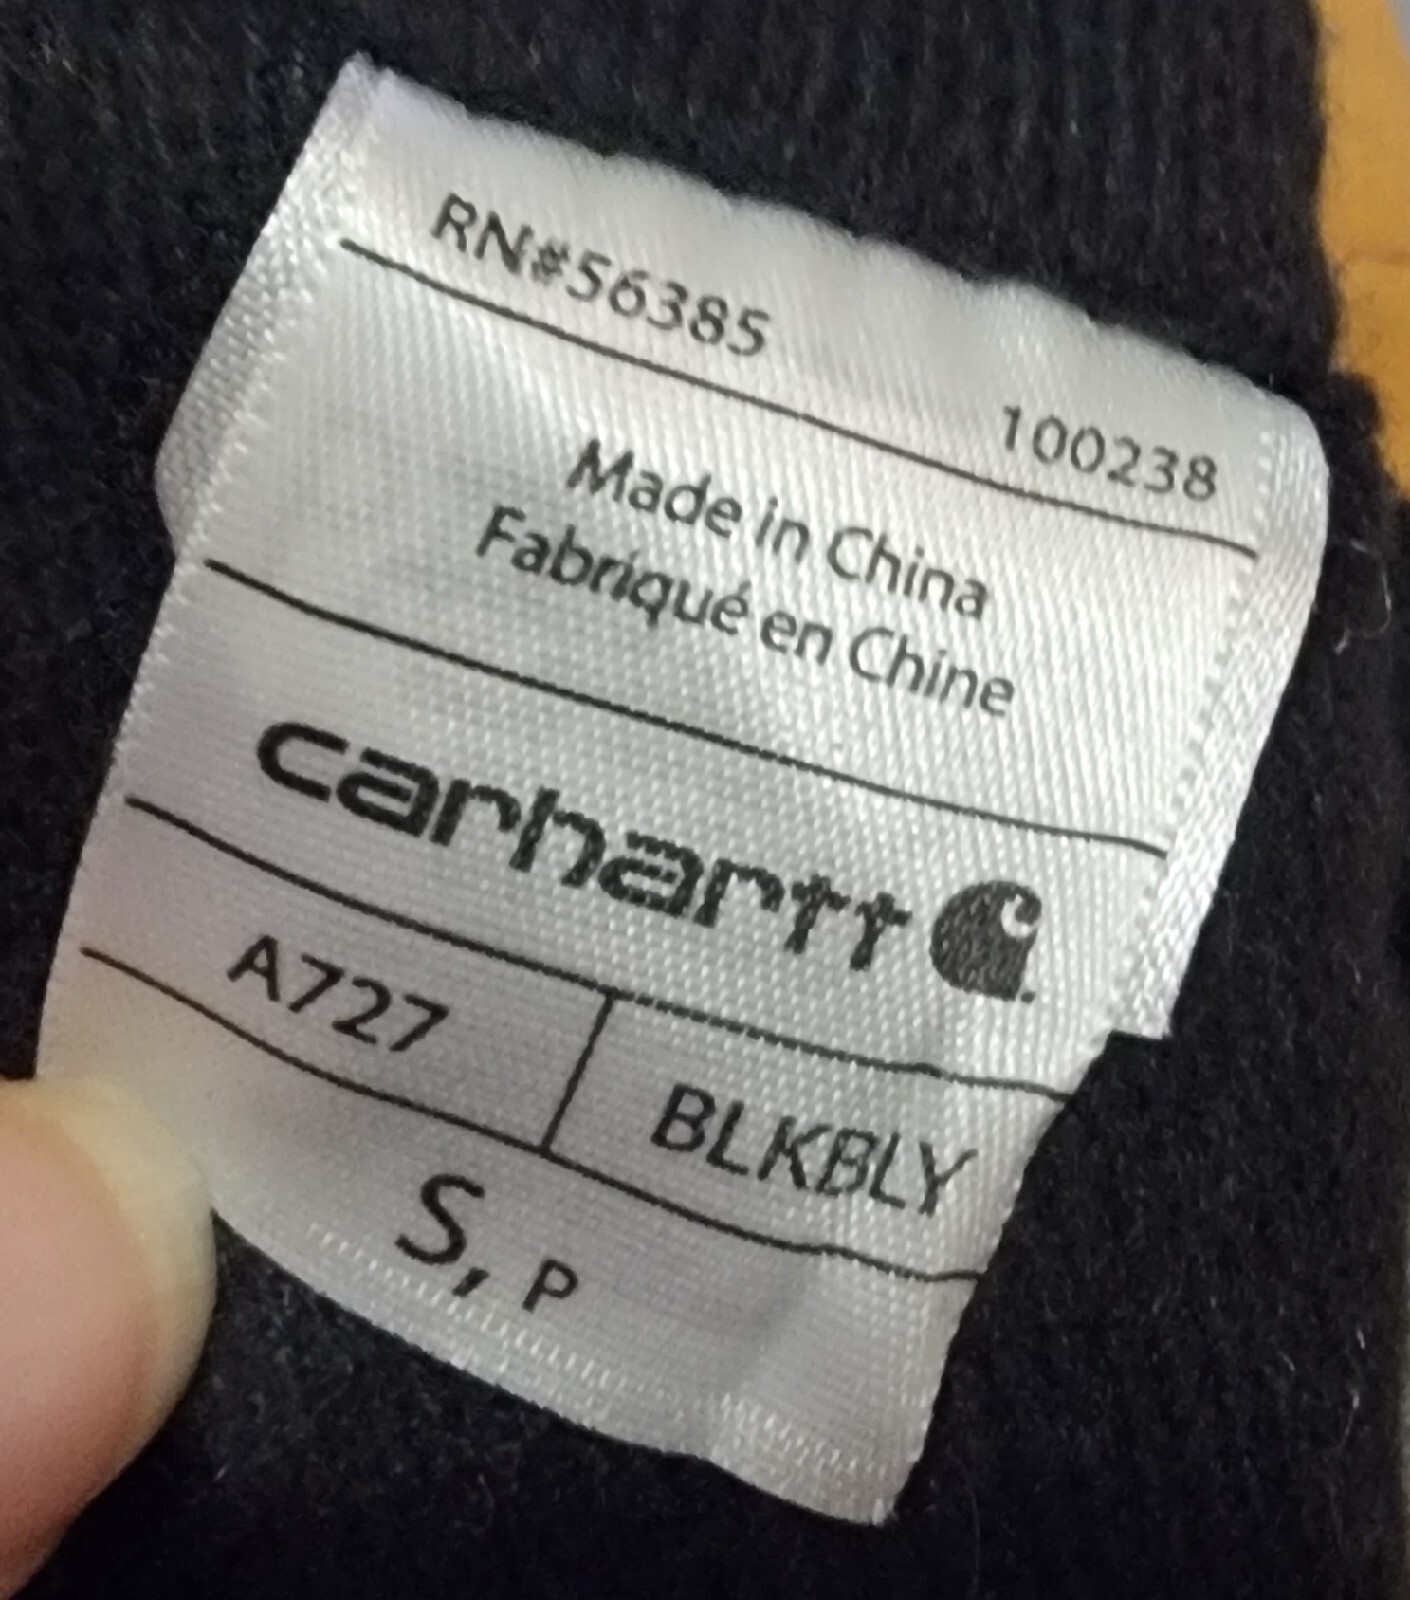 RN#56385 100238
Made in China
Fabriqué en Chine
carhartt
A727 BLKBLY
S, P